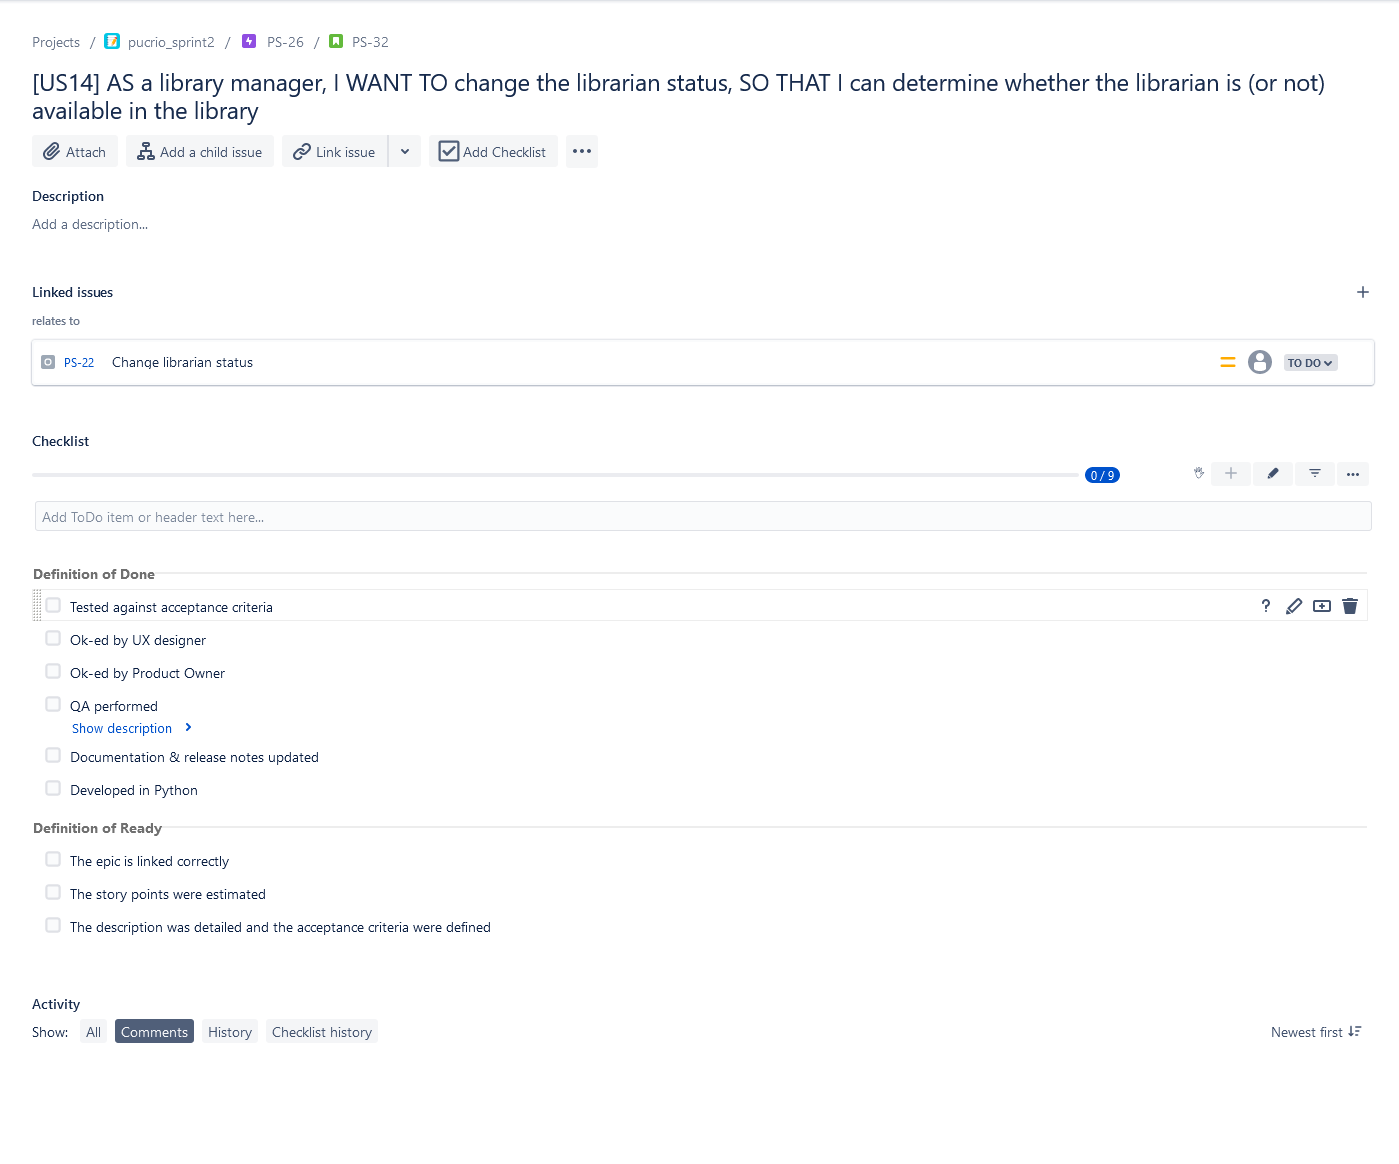 Projects / pucrio_sprint2 / PS-26 / PS-32
[US14] AS a library manager, I WANT TO change the librarian status, SO THAT I can determine whether the librarian is (or not)
available in the library
Attach Add a child issue Link issue Add Checklist
Description
Add a description...
Linked issues
relates to
PS-22 Change librarian status TO DO
Checklist
0 / 9
Add ToDo item or header text here...
Definition of Done
Tested against acceptance criteria ?
Ok-ed by UX designer
Ok-ed by Product Owner
QA performed
Show description
Documentation & release notes updated
Developed in Python
Definition of Ready
The epic is linked correctly
The story points were estimated
The description was detailed and the acceptance criteria were defined
Activity
Show: All Comments History Checklist history Newest first